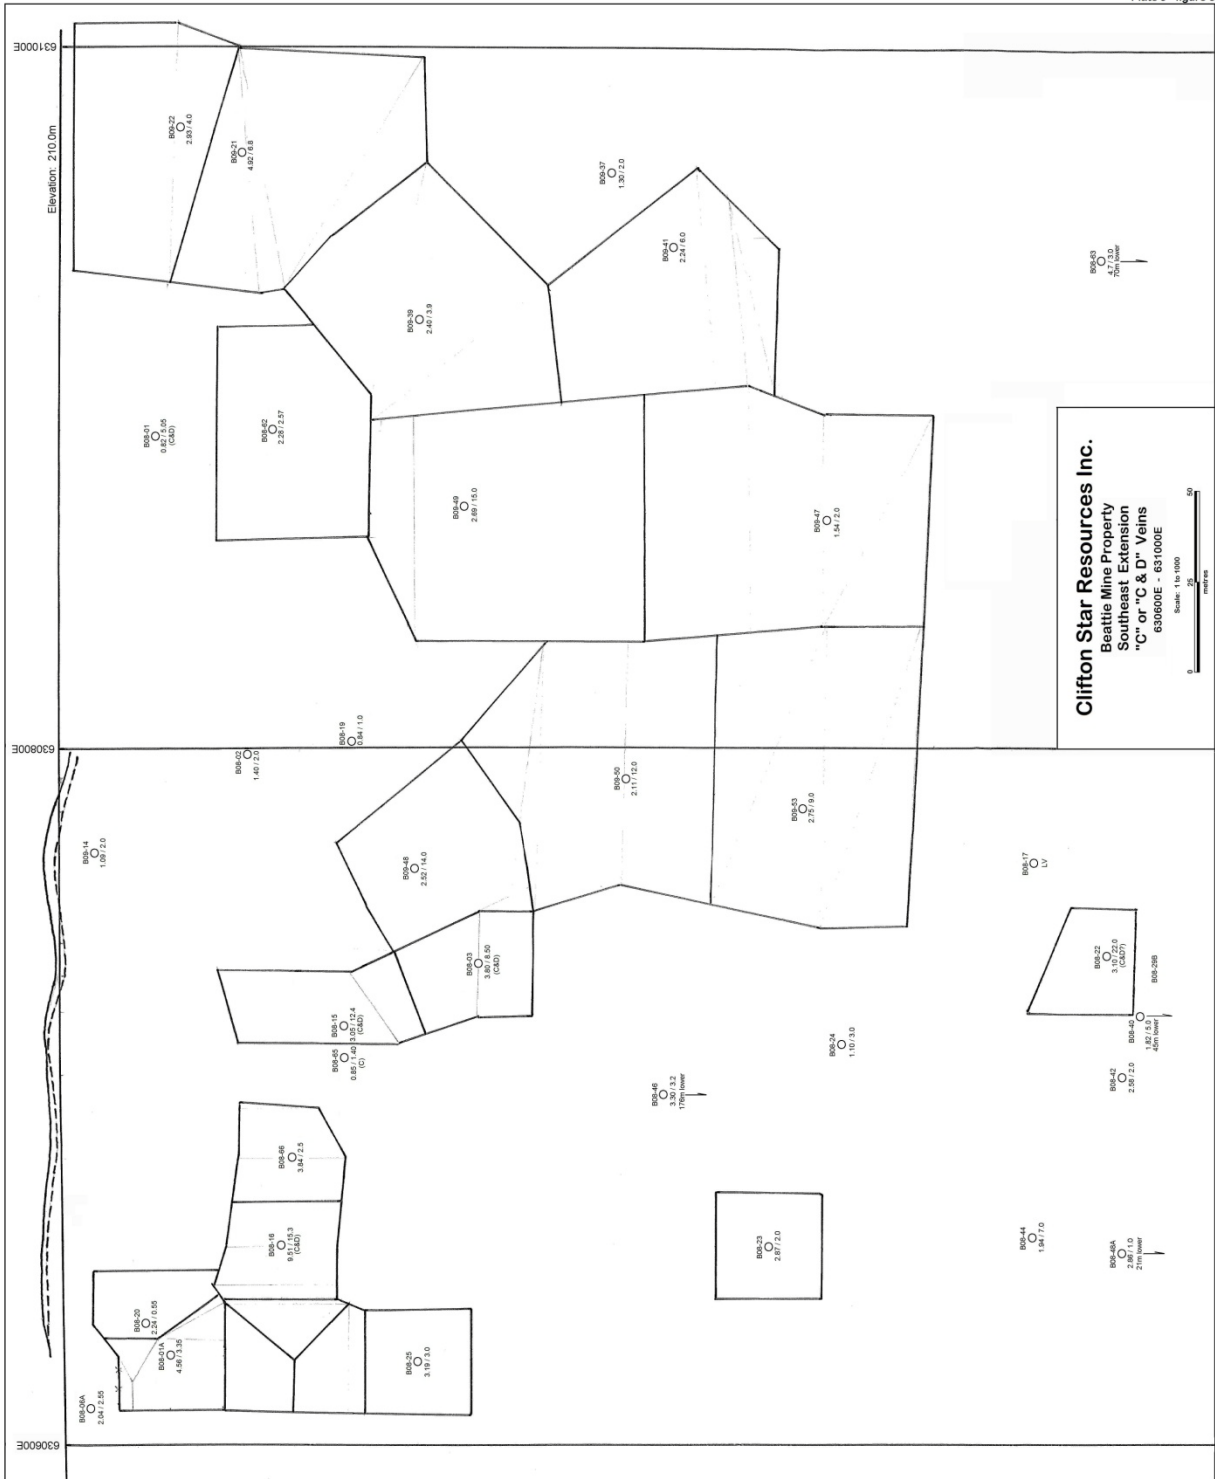 631000E
Elevation: 210.0m
B09-22
2.93 / 4.0
B09-21
4.92 / 6.8
B09-37
1.30 / 2.0
B09-41
2.24 / 6.0
B08-63
4.7 / 3.0
70m lower
B09-39
2.40 / 3.9
B08-01
0.82 / 5.05
(C&D)
B08-62
2.28 / 2.57
B09-49
2.69 / 15.0
B09-47
1.54 / 2.0
Clifton Star Resources Inc.
Beattie Mine Property
Southeast Extension
"C" or "C & D" Veins
630600E - 631000E
Scale: 1 to 1000
0 25 50
metres
630800E
B08-02
1.40 / 2.0
B08-19
0.84 / 1.0
B09-50
2.11 / 12.0
B09-53
2.75 / 9.0
B09-14
1.09 / 2.0
B09-48
2.52 / 14.0
B08-17
LV
B08-03
3.80 / 8.50
(C&D)
B08-22
3.10 / 22.0
(C&D?)
B08-29B
B08-15
3.05 / 12.4
(C&D)
B08-65
0.85 / 1.40
(C)
B08-24
1.10 / 3.0
B08-40
1.82 / 5.0
45m lower
B08-46
3.30 / 3.2
176m lower
B08-42
2.58 / 2.0
B08-66
3.84 / 2.5
B08-16
9.51 / 15.3
(C&D)
B08-23
2.87 / 2.0
B08-44
1.94 / 7.0
B08-48A
2.86 / 1.0
21m lower
B08-20
2.24 / 0.55
B08-01A
4.56 / 3.35
B08-25
3.19 / 3.0
B08-06A
2.04 / 2.55
630600E